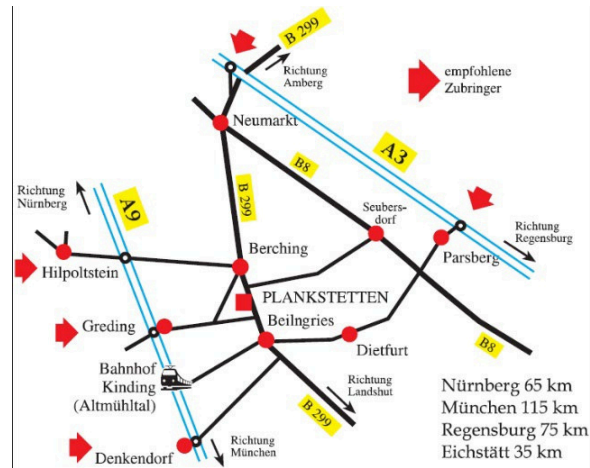 B 299
Richtung
Amberg
empfohlene
Zubringer
Neumarkt
A3
B8
Richtung
Nürnberg
A9
B 299
Seubers-
dorf
Richtung
Regensburg
Berching
Parsberg
Hilpoltstein
PLANKSTETTEN
Greding
Beilngries
Dietfurt
B8
Bahnhof
Kinding
(Altmühltal)
Richtung
Landshut
B 299
Denkendorf
Richtung
München
Nürnberg 65 km
München 115 km
Regensburg 75 km
Eichstätt 35 km